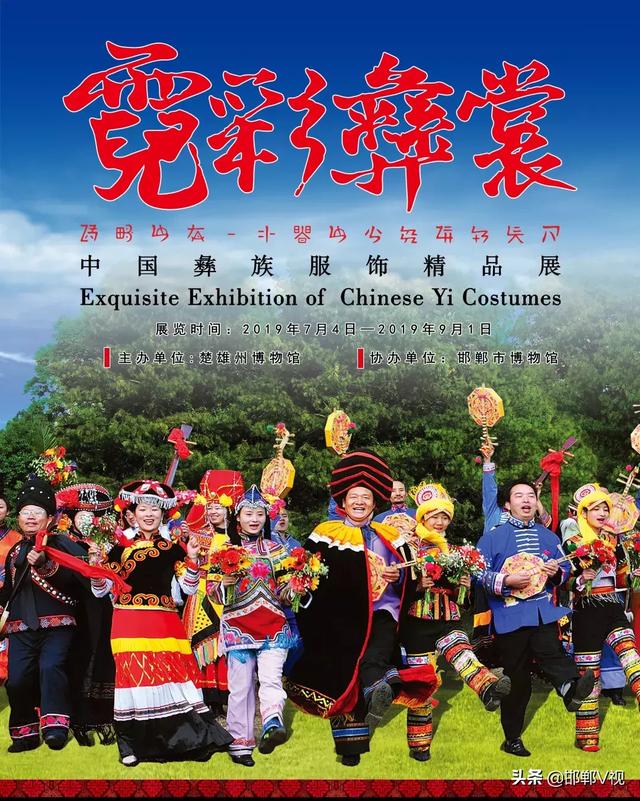 霓彩彝裳
中国彝族服饰精品展
Exquisite Exhibition of Chinese Yi Costumes
展览时间：2019年7月4日—2019年9月1日
主办单位：楚雄州博物馆 协办单位：邯郸市博物馆
头条 @邯郸V视